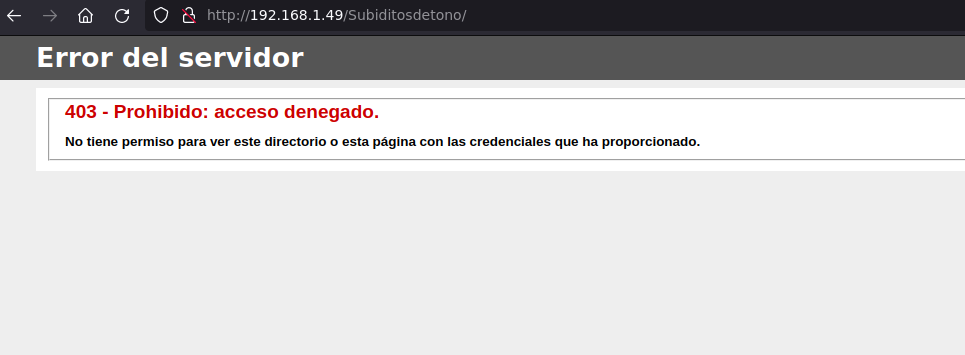 http://192.168.1.49/Subiditosdetono/
Error del servidor
403 - Prohibido: acceso denegado.
No tiene permiso para ver este directorio o esta página con las credenciales que ha proporcionado.